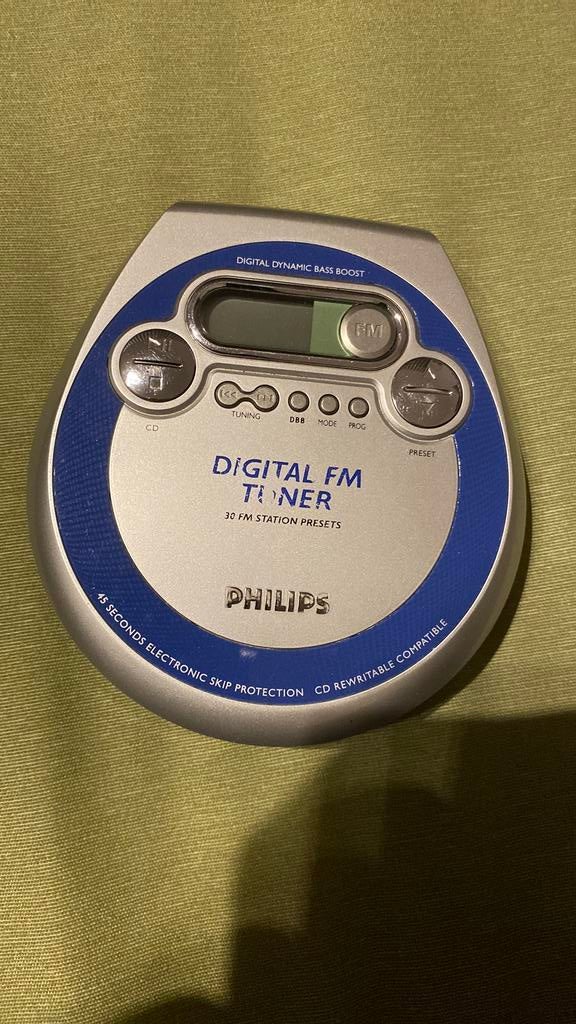 DIGITAL DYNAMIC BASS BOOST
FM
CD
TUNING
DBB
MODE
PROG
PRESET
DIGITAL FM
TUNER
30 FM STATION PRESETS
PHILIPS
45 SECONDS ELECTRONIC SKIP PROTECTION CD REWRITABLE COMPATIBLE